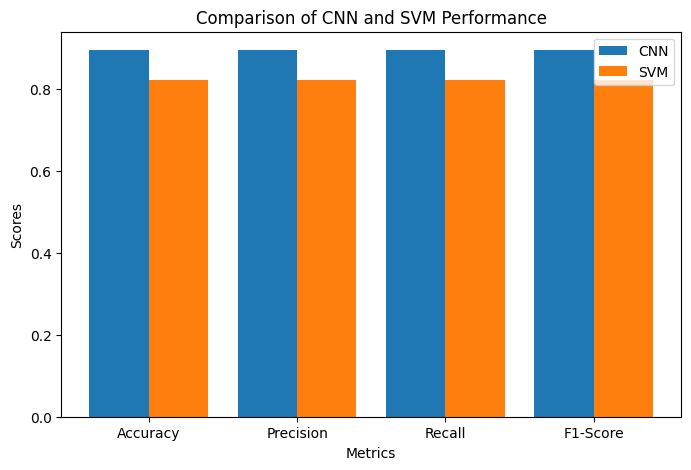 Comparison of CNN and SVM Performance
CNN
SVM
Scores
0.8
0.6
0.4
0.2
0.0
Accuracy
Precision
Recall
F1-Score
Metrics